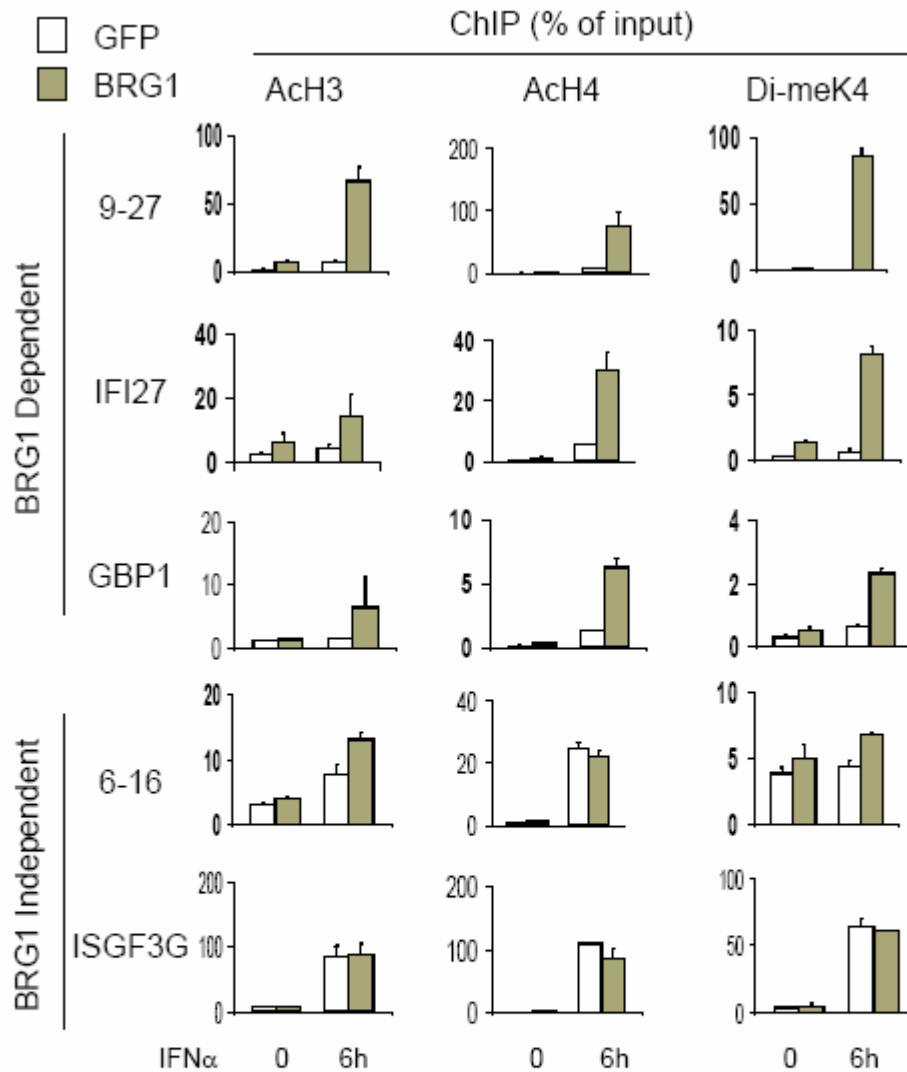 GFP
BRG1
ChIP (% of input)
AcH3 AcH4 Di-meK4
BRG1 Dependent
9-27
100 50 0
200 100 0
100 50 0
IFI27
40 20 0
40 20 0
10 5 0
GBP1
20 10 0
10 5 0
4 2 0
BRG1 Independent
6-16
20 10 0
40 20 0
10 5 0
ISGF3G
200 100 0
200 100 0
100 50 0
IFNα 0 6h 0 6h 0 6h